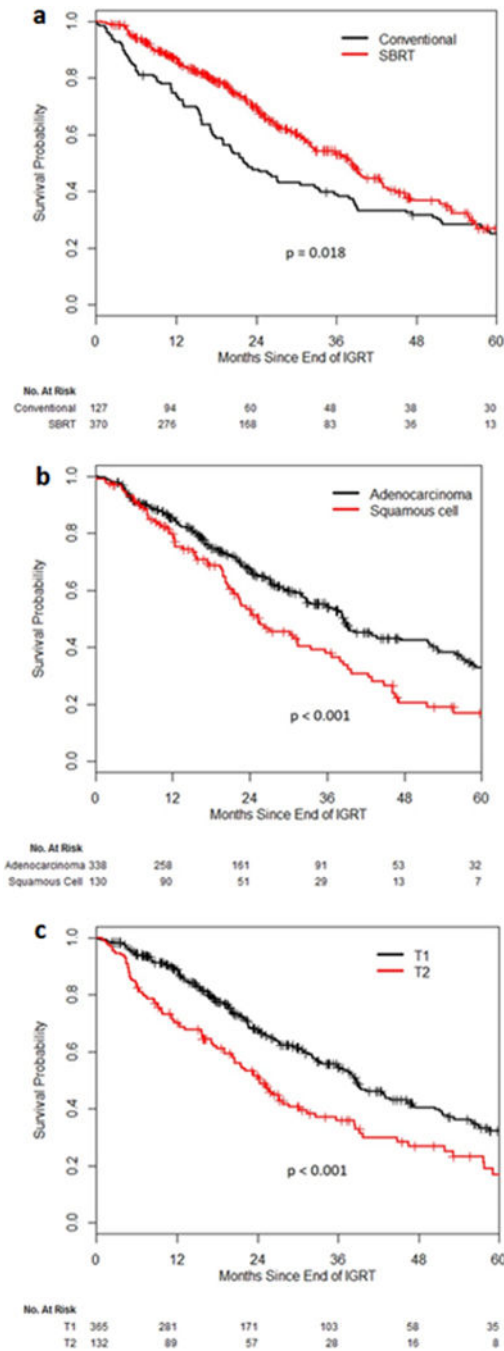 a
Conventional
SBRT
Survival Probability
0.0 0.2 0.4 0.6 0.8 1.0
p = 0.018
0 12 24 36 48 60
Months Since End of IGRT
No. At Risk
Conventional 127 94 60 48 38 30
SBRT 370 276 168 83 36 13
b
Adenocarcinoma
Squamous cell
Survival Probability
0.0 0.2 0.4 0.6 0.8 1.0
p < 0.001
0 12 24 36 48 60
Months Since End of IGRT
No. At Risk
Adenocarcinoma 338 258 161 91 53 32
Squamous Cell 130 90 51 29 13 7
c
T1
T2
Survival Probability
0.0 0.2 0.4 0.6 0.8 1.0
p < 0.001
0 12 24 36 48 60
Months Since End of IGRT
No. At Risk
T1 365 281 171 103 58 35
T2 132 89 57 28 16 8